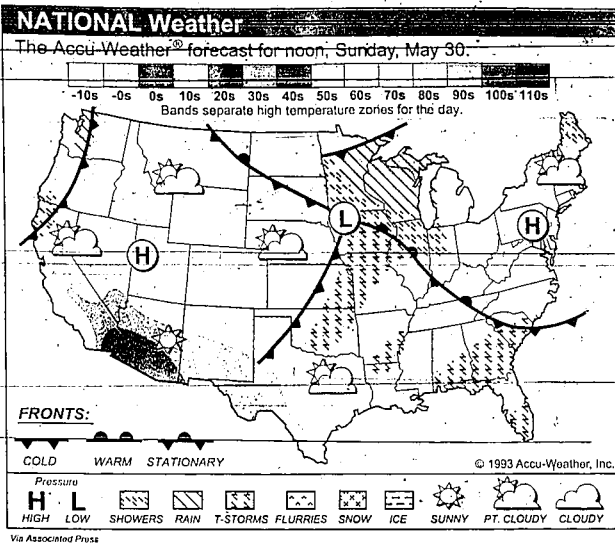 NATIONAL Weather
The Accu-Weather® forecast for noon, Sunday, May 30.
-10s -0s 0s 10s 20s 30s 40s 50s 60s 70s 80s 90s 100s 110s
Bands separate high temperature zones for the day.
L
H
H
FRONTS:
COLD WARM STATIONARY
© 1993 Accu-Weather, Inc.
Pressure
H L
HIGH LOW SHOWERS RAIN T-STORMS FLURRIES SNOW ICE SUNNY PT. CLOUDY CLOUDY
Via Associated Press